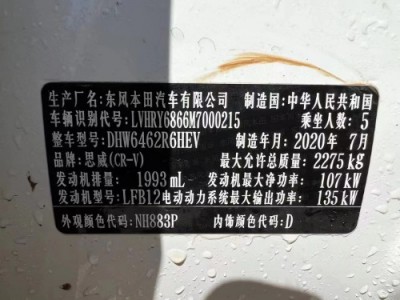 生产厂名:东风本田汽车有限公司 制造国:中华人民共和国
车辆识别代号:LVHRY6866M7000215 乘坐人数:5
车辆型号:DHW6462R6HEV 制造年月:2020年7月
品牌:思威(CR-V) 最大允许总质量:2275kg
发动机排量:1993mL 发动机最大净功率:107kW
发动机型号:LFB12 电动动力系统最大输出功率:135kW
外观颜色代码:NH883P 内饰颜色代码:D